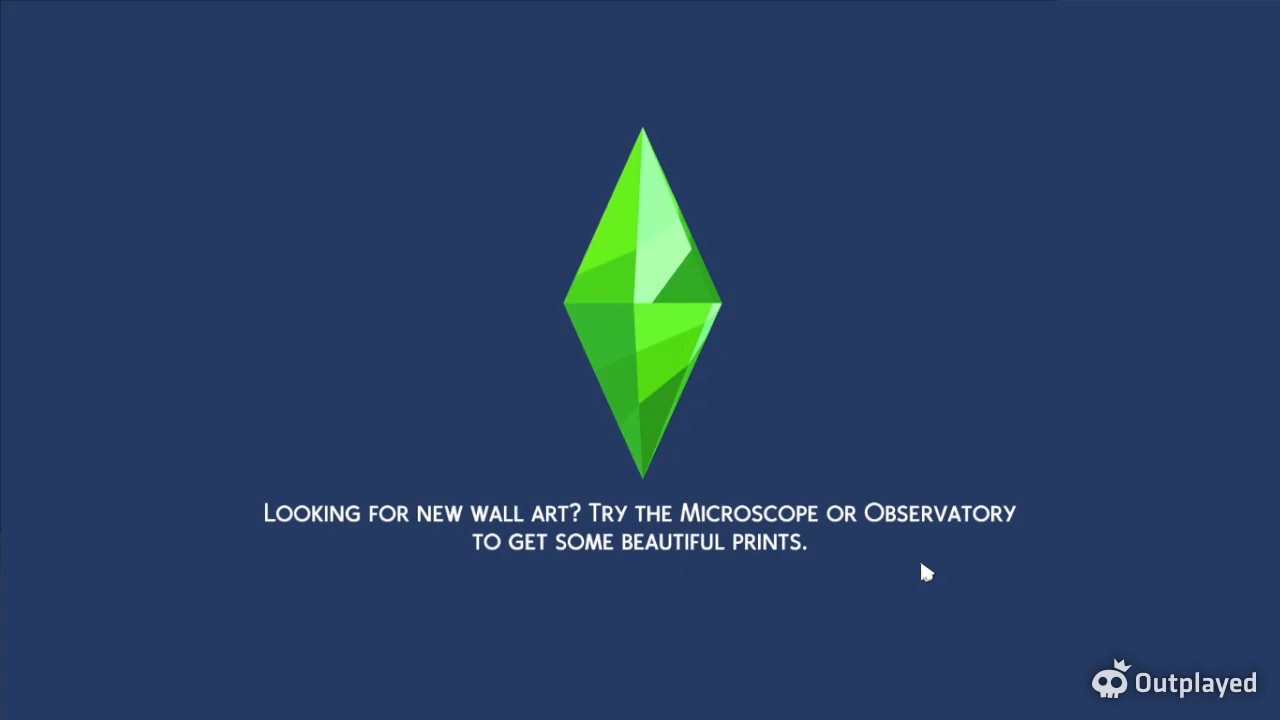 Looking for new wall art? Try the Microscope or Observatory
to get some beautiful prints.
Outplayed